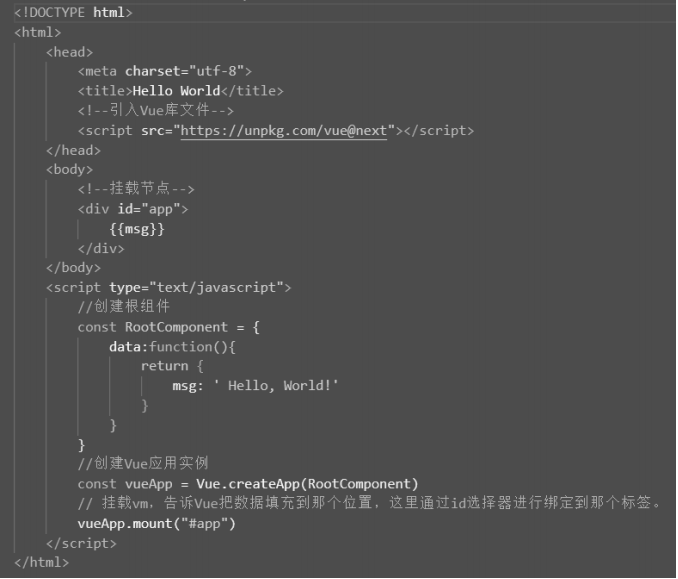 <!DOCTYPE html>
<html>
<head>
<meta charset="utf-8">
<title>Hello World</title>
<!--引入Vue库文件-->
<script src="https://unpkg.com/vue@next"></script>
</head>
<body>
<!--挂载节点-->
<div id="app">
{{msg}}
</div>
</body>
<script type="text/javascript">
//创建根组件
const RootComponent = {
data:function(){
return {
msg: ' Hello, World!'
}
}
}
//创建Vue应用实例
const vueApp = Vue.createApp(RootComponent)
// 挂载vm，告诉Vue把数据填充到那个位置，这里通过id选择器进行绑定到那个标签。
vueApp.mount("#app")
</script>
</html>